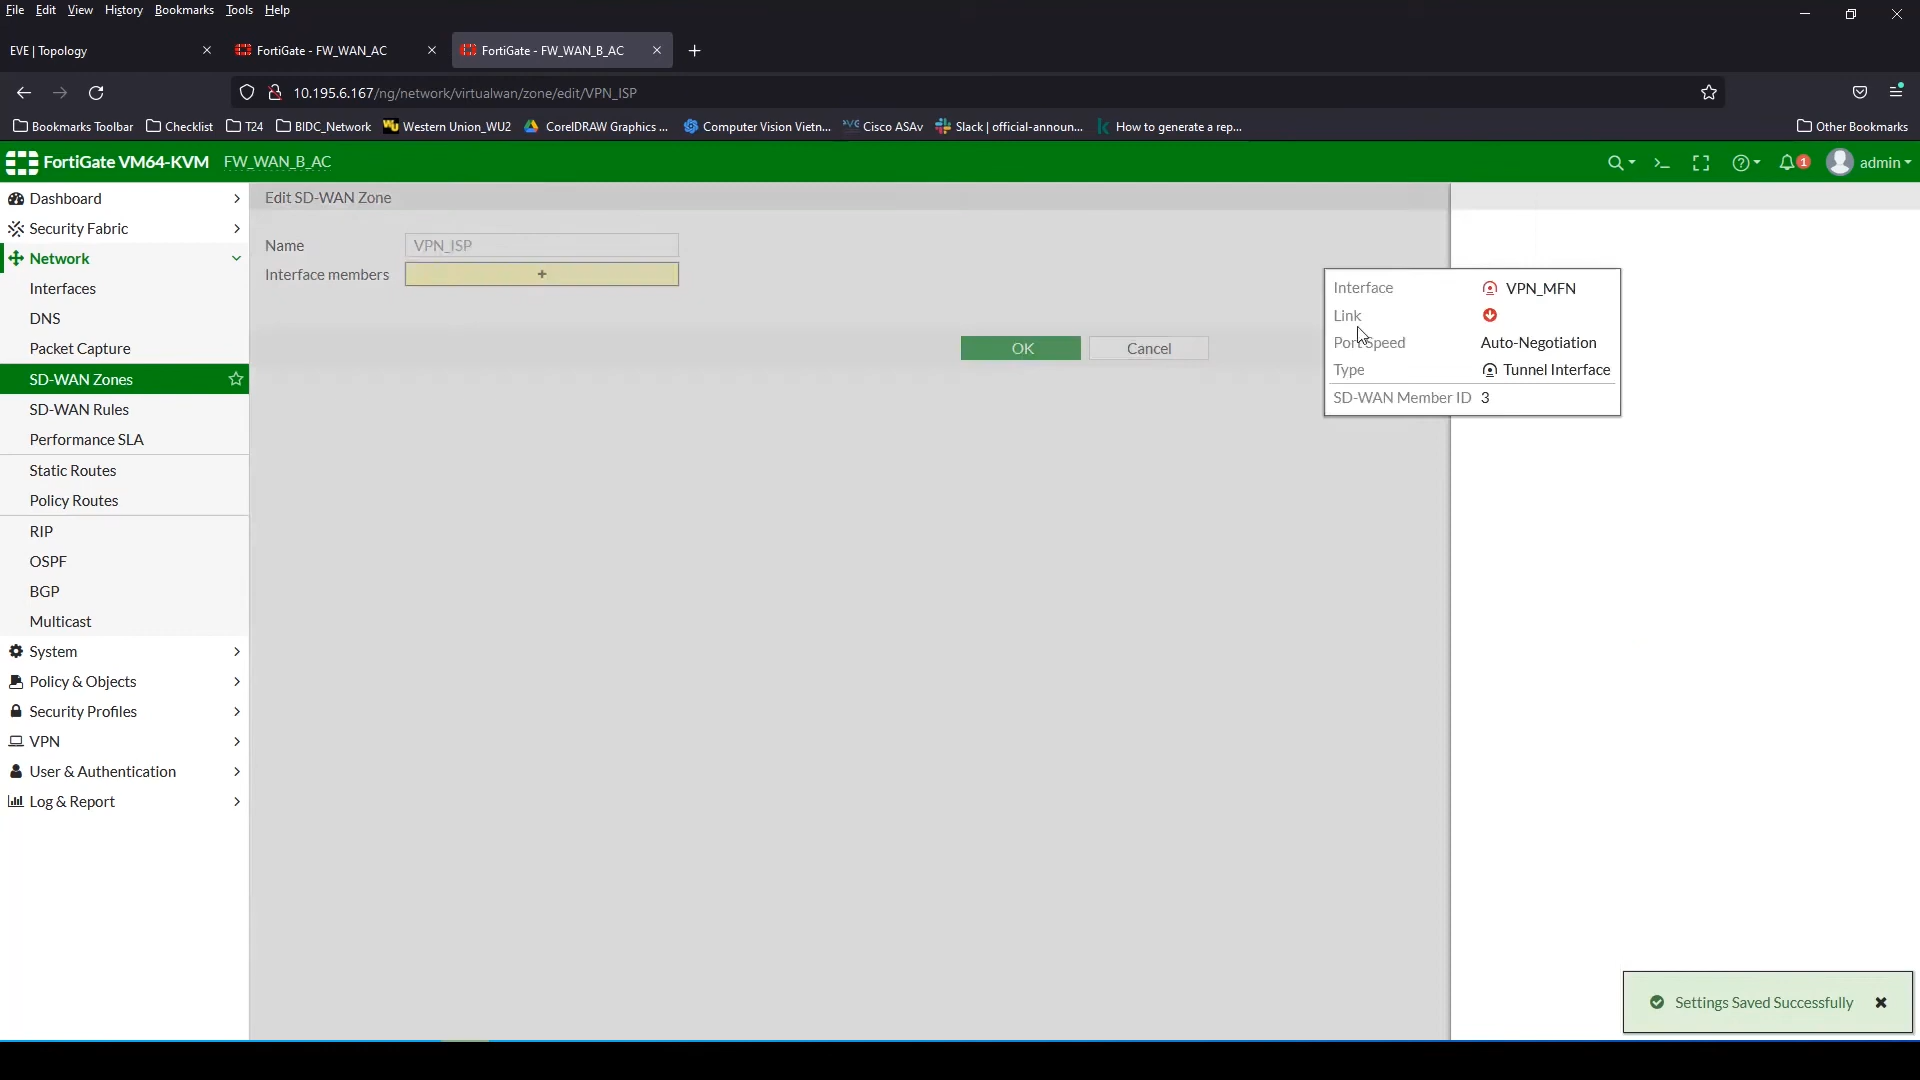 File Edit View History Bookmarks Tools Help
EVE | Topology
FortiGate - FW_WAN_AC
FortiGate - FW_WAN_B_AC
10.195.6.167/ng/network/virtualwan/zone/edit/VPN_ISP
Bookmarks Toolbar
Checklist
T24
BIDC_Network
Western Union_WU2
CorelDRAW Graphics ...
Computer Vision Vietn...
Cisco ASAv
Slack | official-announ...
How to generate a rep...
Other Bookmarks
FortiGate VM64-KVM
FW_WAN_B_AC
1
admin
Dashboard
Security Fabric
Network
Interfaces
DNS
Packet Capture
SD-WAN Zones
SD-WAN Rules
Performance SLA
Static Routes
Policy Routes
RIP
OSPF
BGP
Multicast
System
Policy & Objects
Security Profiles
VPN
User & Authentication
Log & Report
Edit SD-WAN Zone
Name VPN_ISP
Interface members +
OK Cancel
Interface VPN_MFN
Link
Port Speed Auto-Negotiation
Type Tunnel Interface
SD-WAN Member ID 3
Settings Saved Successfully